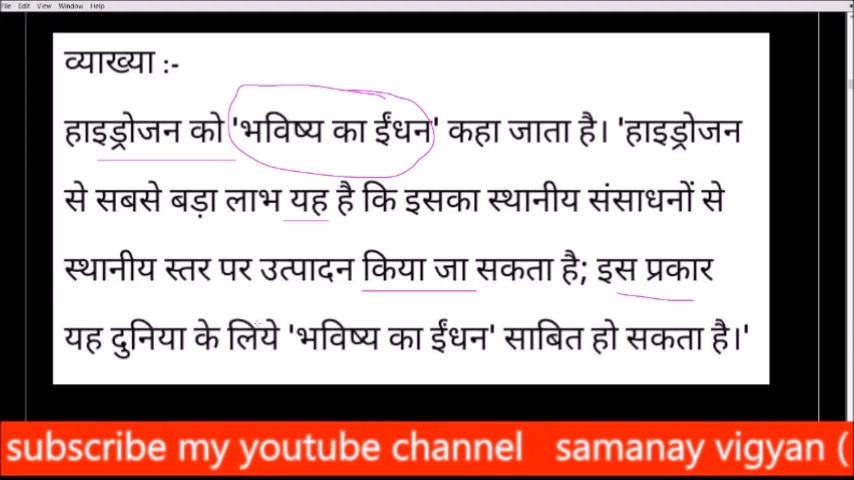 File Edit View Window Help
व्याख्या :-
हाइड्रोजन को 'भविष्य का ईंधन' कहा जाता है। 'हाइड्रोजन
से सबसे बड़ा लाभ यह है कि इसका स्थानीय संसाधनों से
स्थानीय स्तर पर उत्पादन किया जा सकता है; इस प्रकार
यह दुनिया के लिये 'भविष्य का ईंधन' साबित हो सकता है।'
subscribe my youtube channel samanay vigyan (